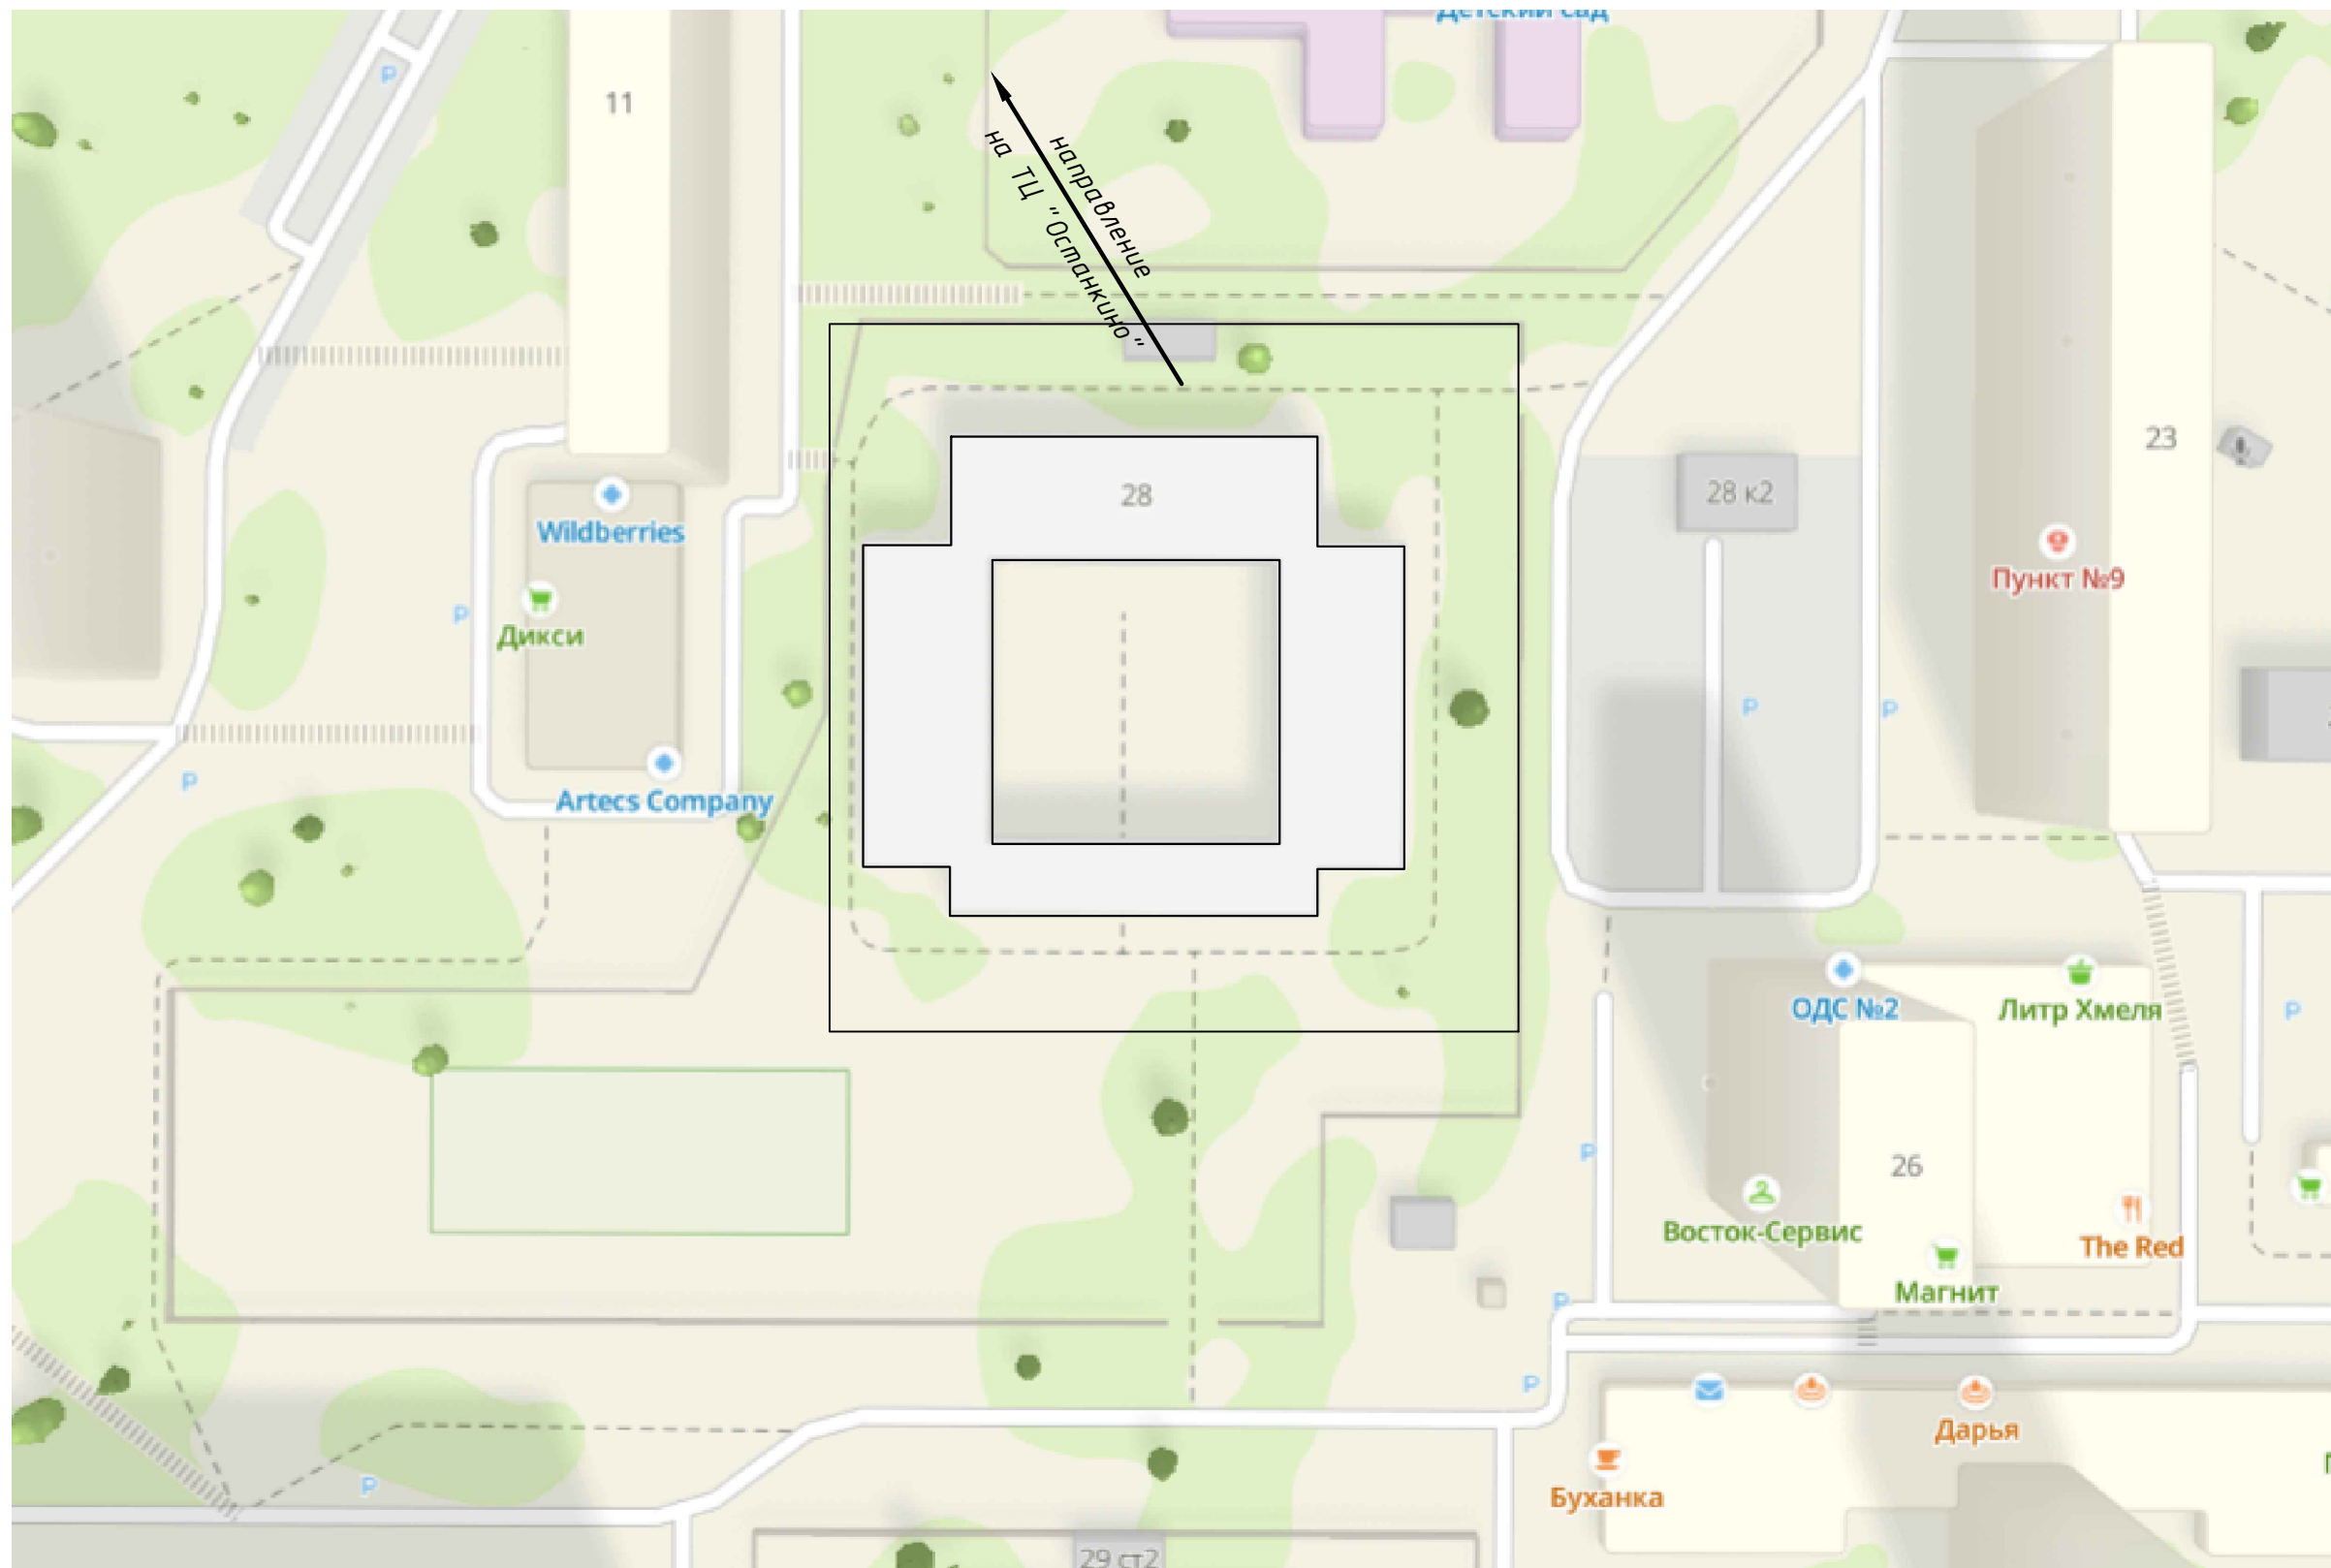 Детский сад
P
11
направление
на ТЦ "Останкино"
23
28
28 к2
Wildberries
Пункт №9
P
Дикси
P
P
P
Artecs Company
ОДС №2
Литр Хмеля
P
P
26
Восток-Сервис
The Red
Магнит
P
P
Дарья
P
Буханка
29 ст2